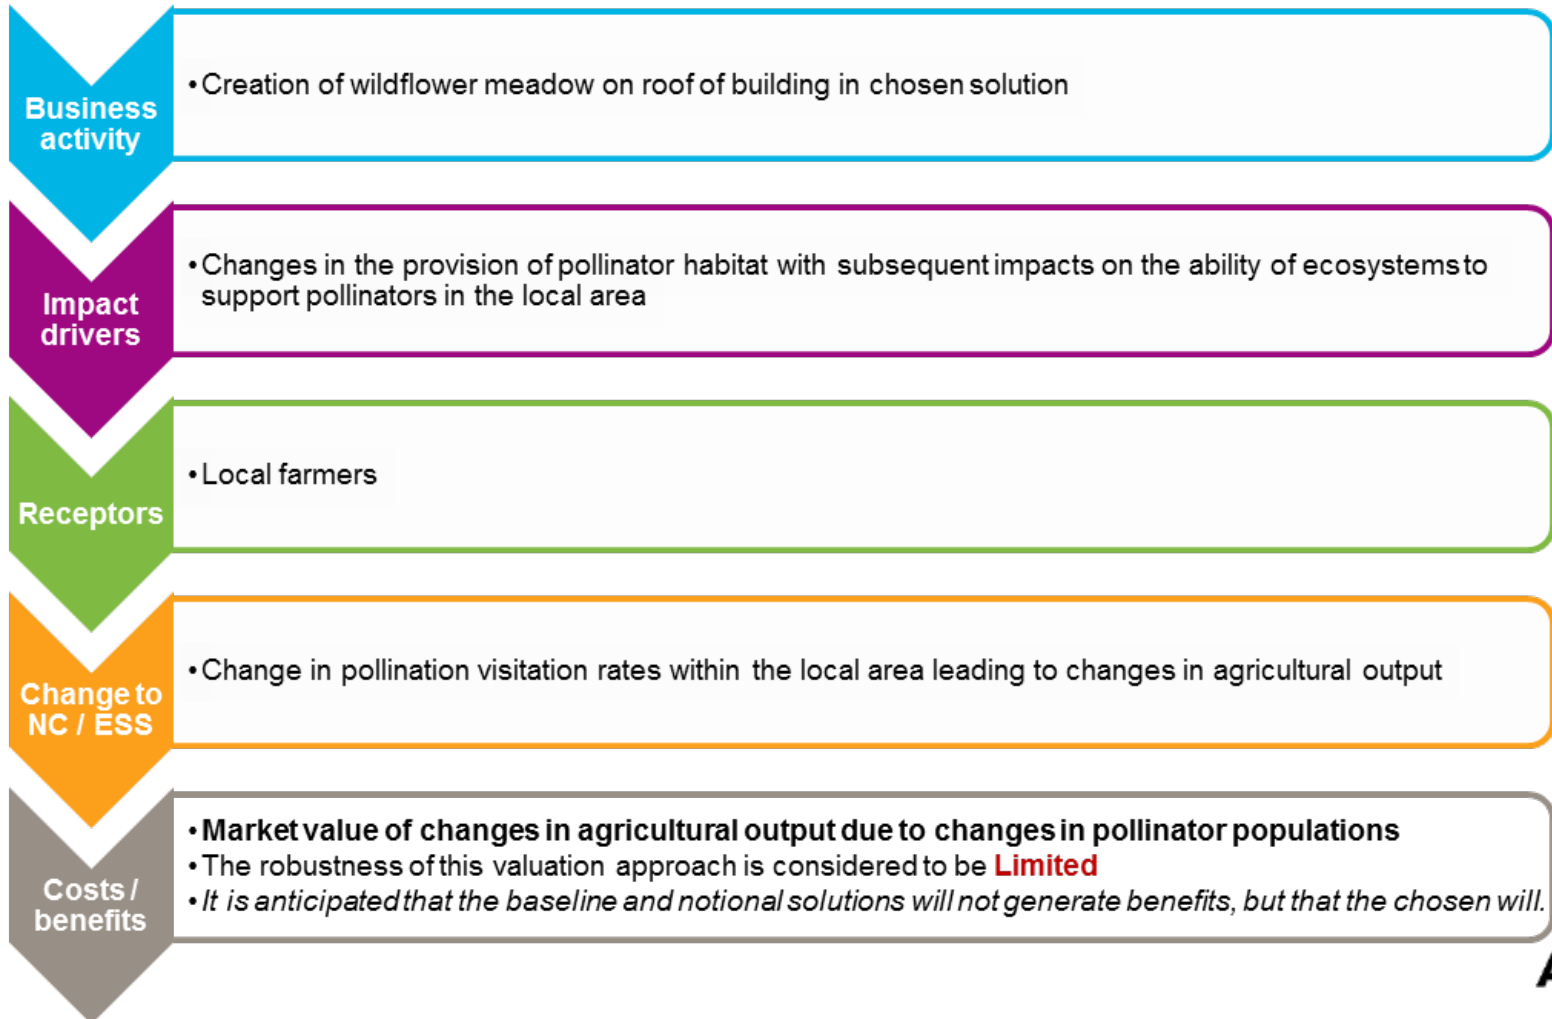 Business
activity
•Creation of wildflower meadow on roof of building in chosen solution
Impact
drivers
•Changes in the provision of pollinator habitat with subsequent impacts on the ability of ecosystems to
support pollinators in the local area
Receptors
•Local farmers
Change to
NC / ESS
•Change in pollination visitation rates within the local area leading to changes in agricultural output
Costs /
benefits
•Market value of changes in agricultural output due to changes in pollinator populations
•The robustness of this valuation approach is considered to be Limited
•It is anticipated that the baseline and notional solutions will not generate benefits, but that the chosen will.